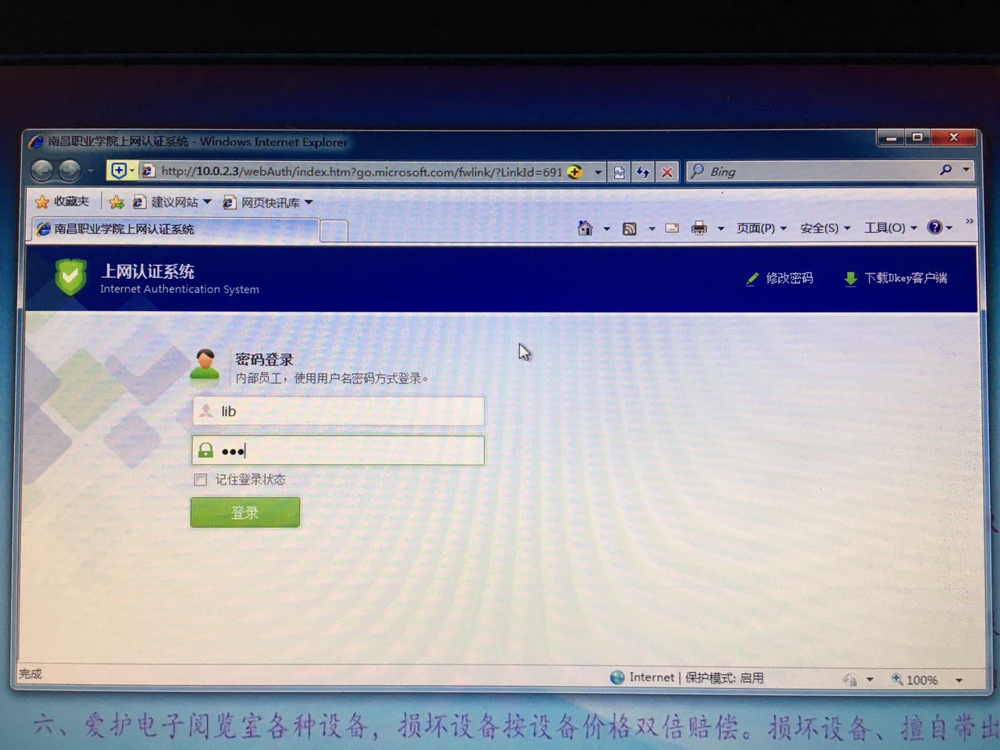 南昌职业学院上网认证系统 - Windows Internet Explorer
http://10.0.2.3/webAuth/index.htm?go.microsoft.com/fwlink/?LinkId=691
Bing
收藏夹 建议网站 网页快讯库
南昌职业学院上网认证系统
页面(P) 安全(S) 工具(O)
上网认证系统
Internet Authentication System
修改密码 下载Dkey客户端
密码登录
内部员工，使用用户名密码方式登录。
lib
●●●
记住登录状态
登录
完成
Internet | 保护模式: 启用
100%
六、爱护电子阅览室各种设备，损坏设备按设备价格双倍赔偿。损坏设备、擅自带出